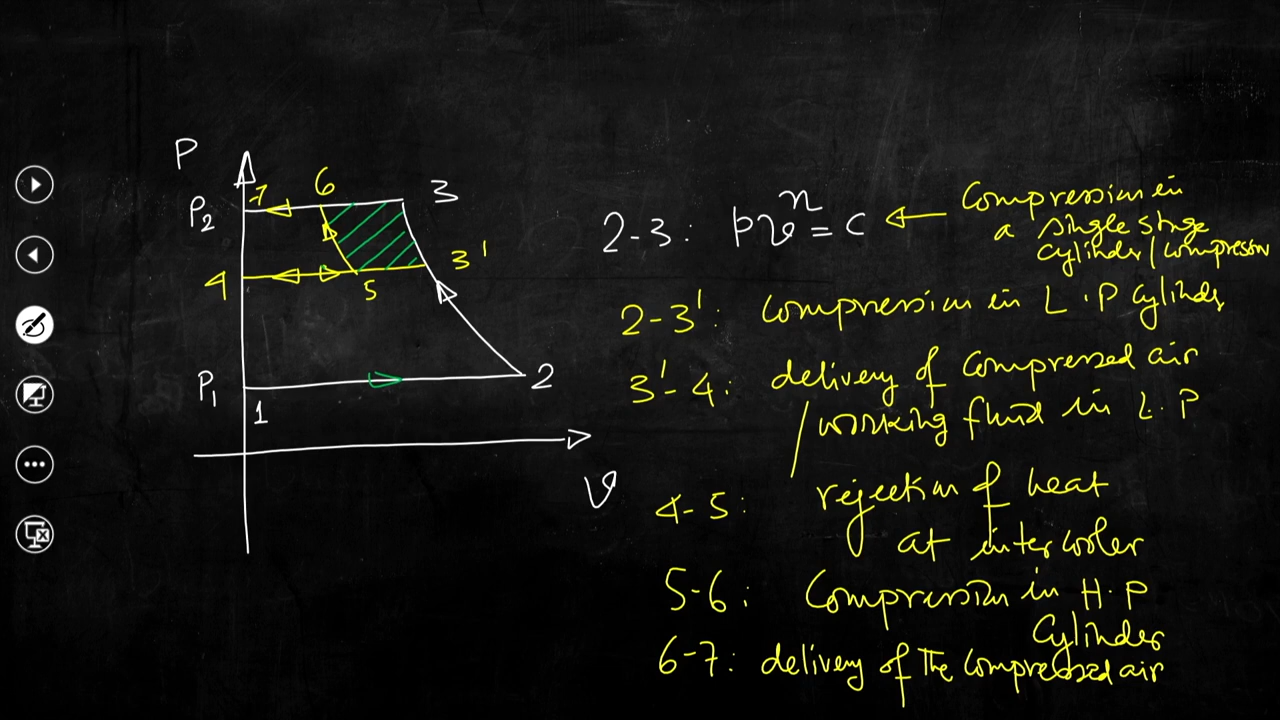 P
P2
7
6
3
4
5
3'
P1
1
2
V
2-3: pv^n = c ← Compression in
a single stage
cylinder/compressor
2-3': compression in L.P cylinder
3'-4: delivery of compressed air
/working fluid in L.P
4-5: rejection of heat
at intercooler
5-6: Compression in H.P
Cylinder
6-7: delivery of the compressed air